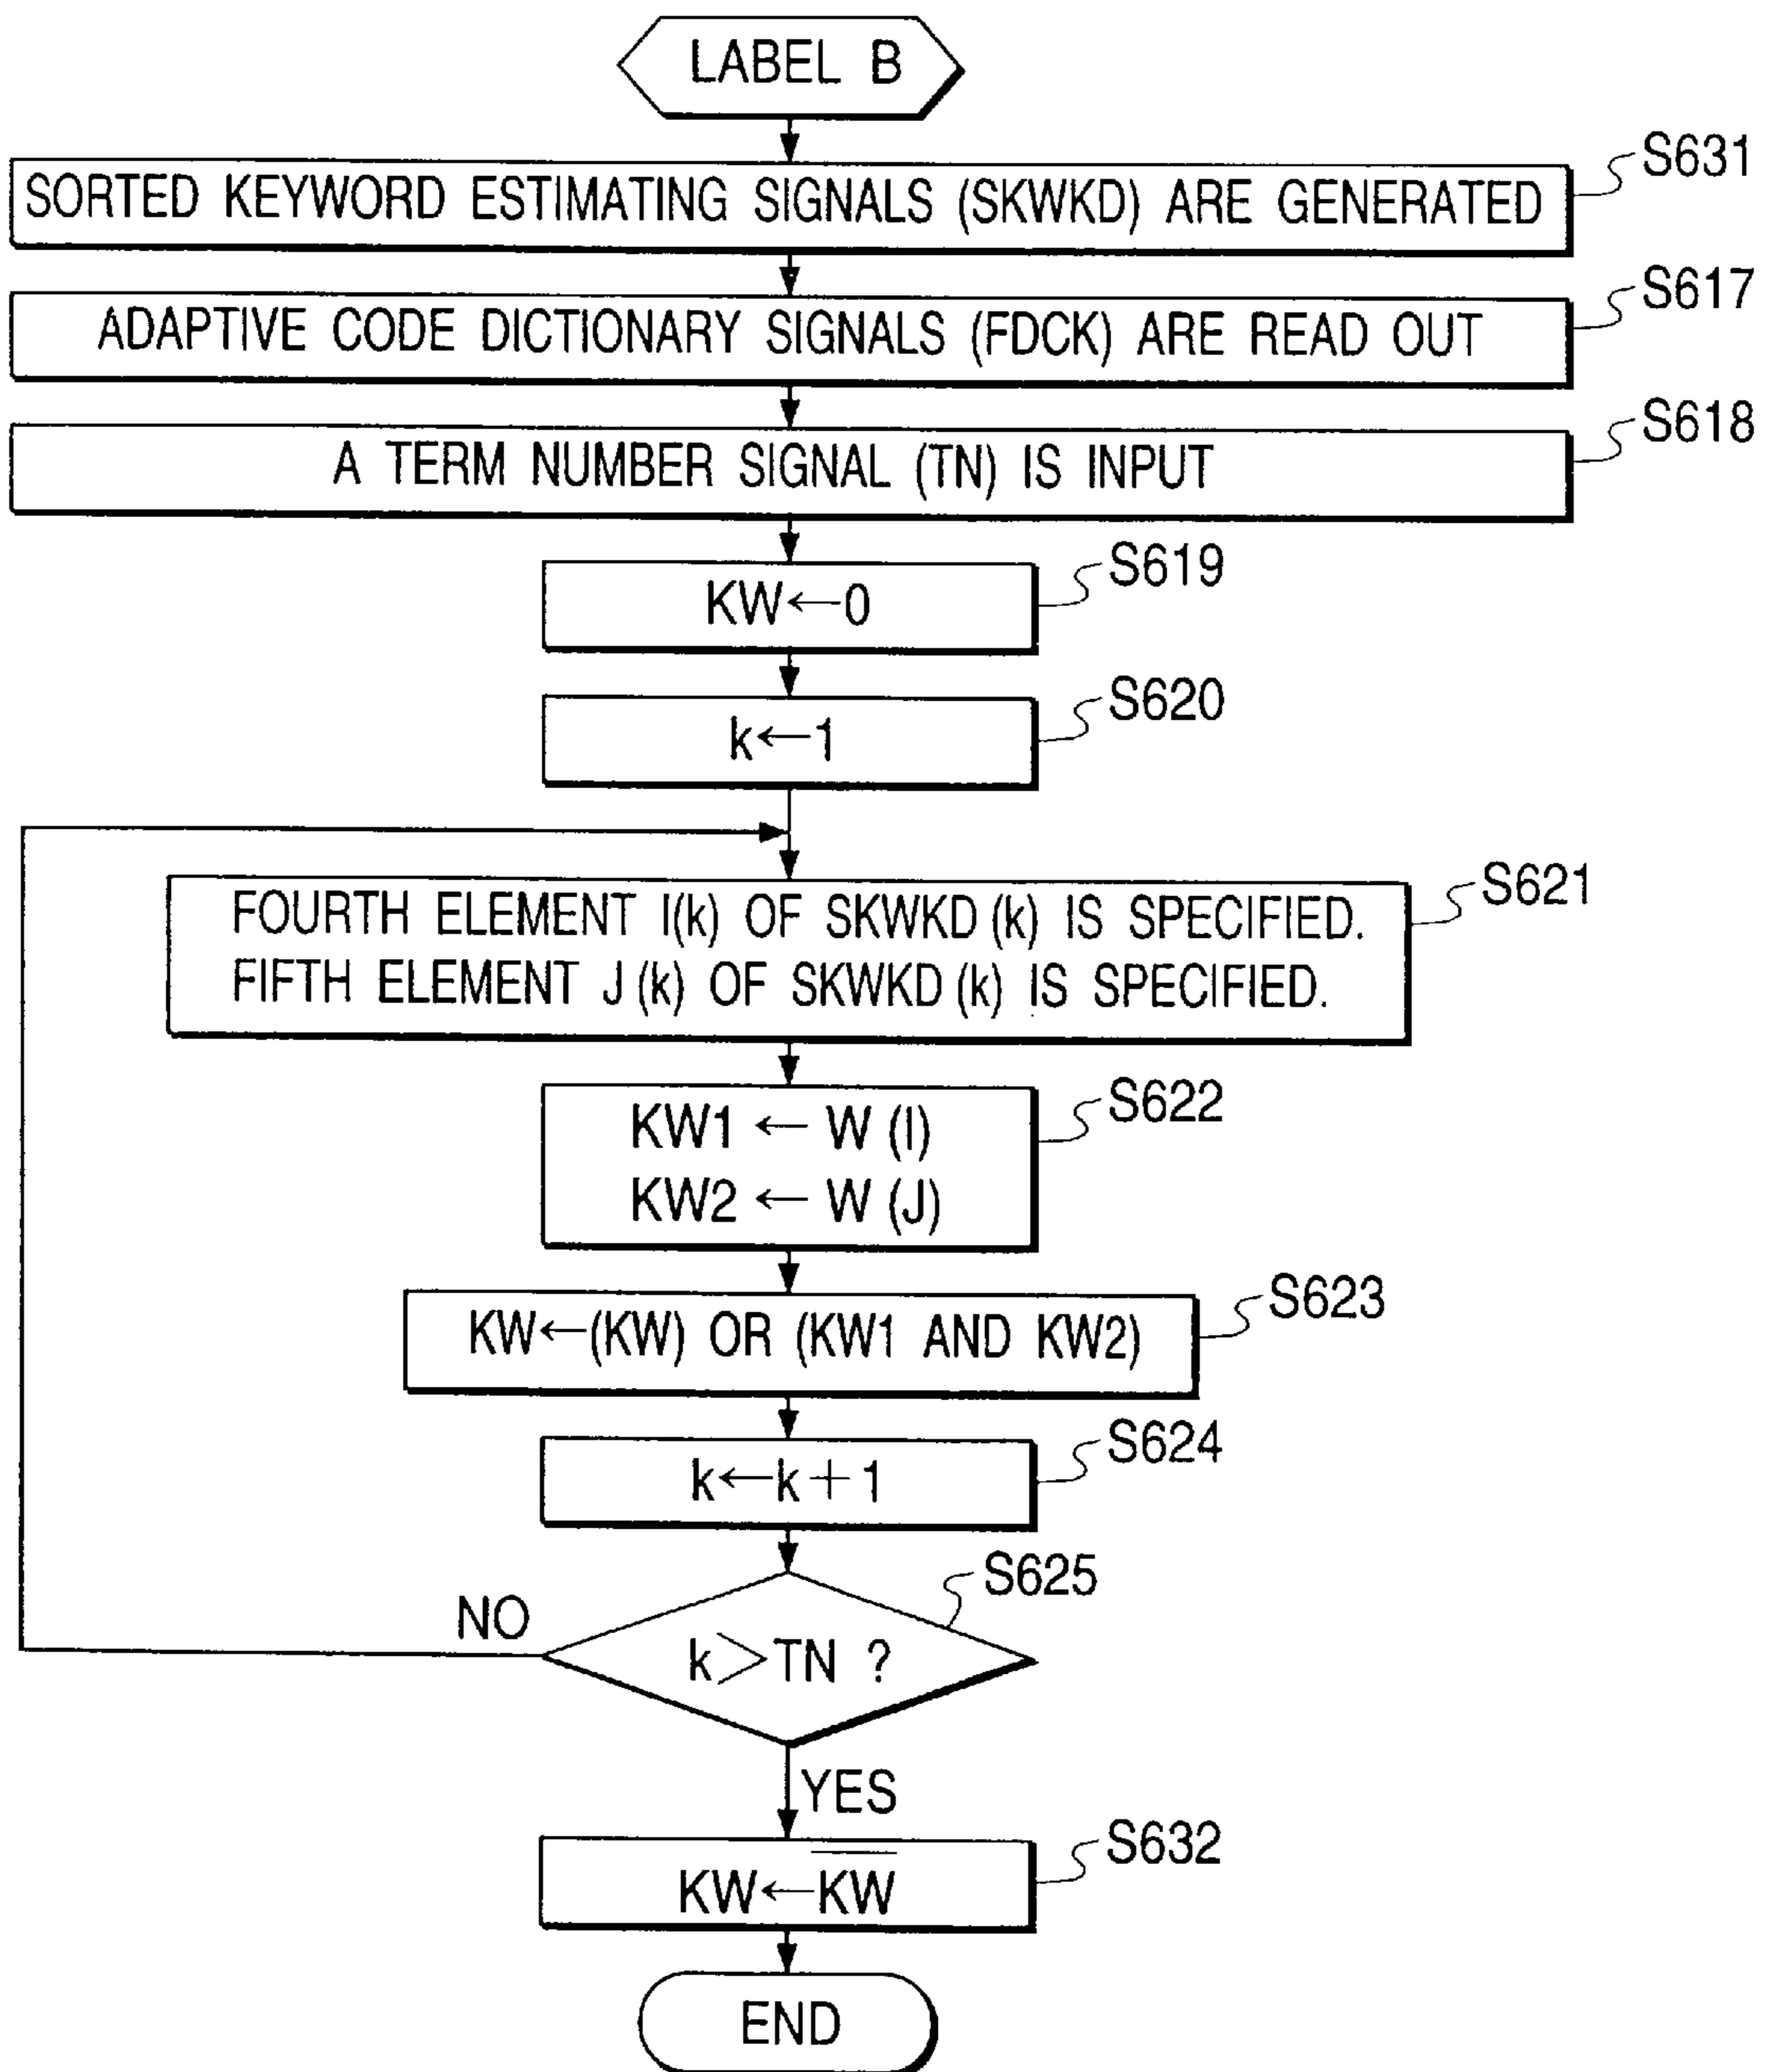 LABEL B
S631
SORTED KEYWORD ESTIMATING SIGNALS (SKWKD) ARE GENERATED
S617
ADAPTIVE CODE DICTIONARY SIGNALS (FDCK) ARE READ OUT
S618
A TERM NUMBER SIGNAL (TN) IS INPUT
S619
KW←0
S620
k←1
S621
FOURTH ELEMENT I(k) OF SKWKD (k) IS SPECIFIED.
FIFTH ELEMENT J (k) OF SKWKD (k) IS SPECIFIED.
S622
KW1 ← W (I)
KW2 ← W (J)
S623
KW←(KW) OR (KW1 AND KW2)
S624
k←k+1
S625
NO
k>TN ?
YES
S632
KW←K̅W̅
END